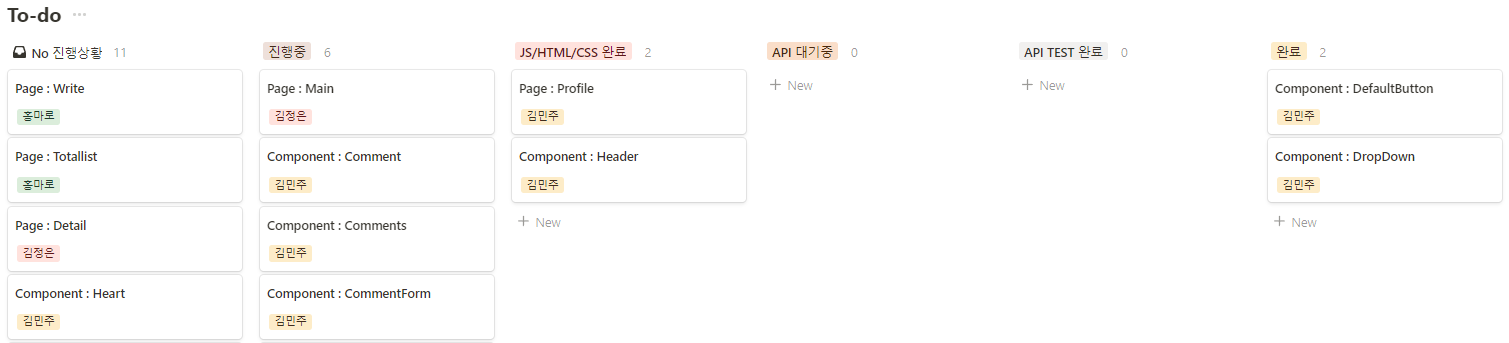 To-do ...
No 진행상황 11
Page : Write
홍마로
Page : Totallist
홍마로
Page : Detail
김정은
Component : Heart
김민주
진행중 6
Page : Main
김정은
Component : Comment
김민주
Component : Comments
김민주
Component : CommentForm
김민주
JS/HTML/CSS 완료 2
Page : Profile
김민주
Component : Header
김민주
+ New
API 대기중 0
+ New
API TEST 완료 0
+ New
완료 2
Component : DefaultButton
김민주
Component : DropDown
김민주
+ New